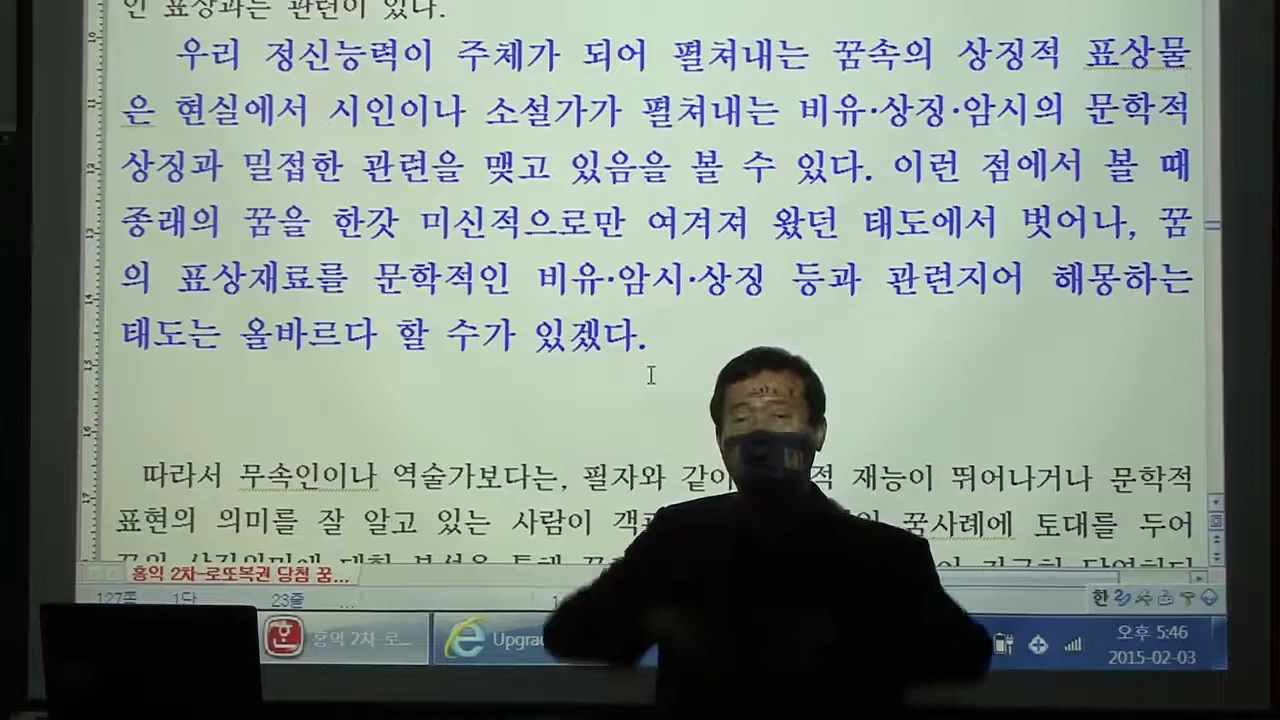 인 표상과는 관련이 있다.
우리 정신능력이 주체가 되어 펼쳐내는 꿈속의 상징적 표상물
은 현실에서 시인이나 소설가가 펼쳐내는 비유·상징·암시의 문학적
상징과 밀접한 관련을 맺고 있음을 볼 수 있다. 이런 점에서 볼 때
종래의 꿈을 한갓 미신적으로만 여겨져 왔던 태도에서 벗어나, 꿈
의 표상재료를 문학적인 비유·암시·상징 등과 관련지어 해몽하는
태도는 올바르다 할 수가 있겠다.
따라서 무속인이나 역술가보다는, 필자와 같이 재능이 뛰어나거나 문학적
표현의 의미를 잘 알고 있는 사람이 꿈사례에 토대를 두어
홍익 2차-로또복권 당첨 꿈...
127쪽 1단 23줄 ...
한
홍익 2차-로... 오후 5:46
2015-02-03